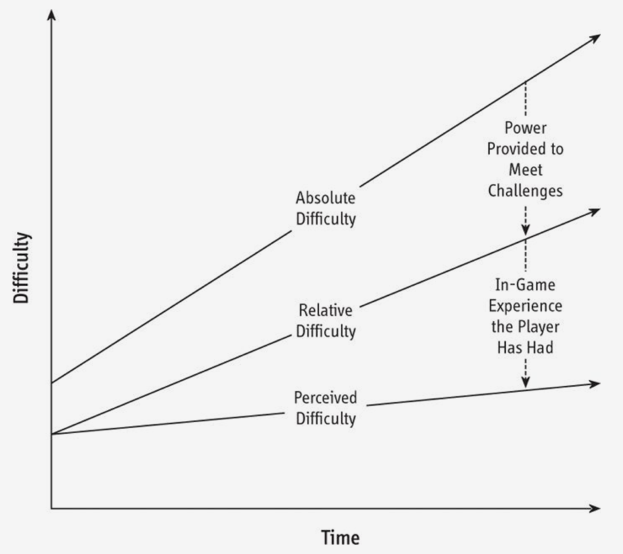 Power
Provided to
Meet
Challenges
Absolute
Difficulty
Difficulty
In-Game
Experience
the Player
Has Had
Relative
Difficulty
Perceived
Difficulty
Time